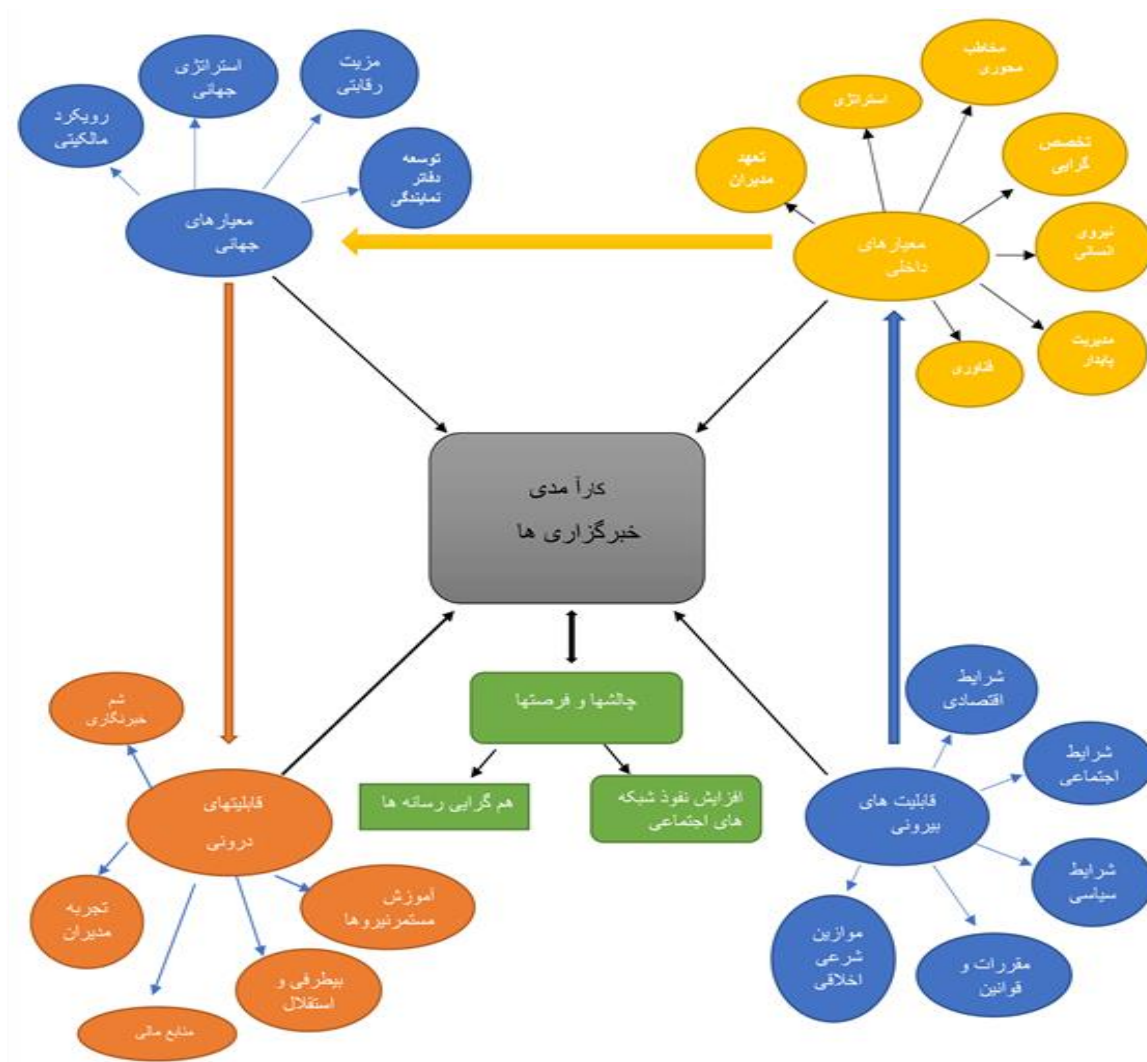 مزیت
رقابتی
استراتژی
جهانی
رویکرد
مالکیتی
توسعه
دفاتر
نمایندگی
معیارهای
جهانی
مخاطب
محوری
استراتژی
تخصص
گرایی
تعهد
مدیران
نیروی
انسانی
معیارهای
داخلی
مدیریت
پایدار
فناوری
کارآ مدی
خبرگزاری ها
چالشها و فرصتها
هم گرایی رسانه ها
افزایش نفوذ شبکه
های اجتماعی
شرایط
اقتصادی
شرایط
اجتماعی
قابلیت های
بیرونی
شرایط
سیاسی
موازین
شرعی
اخلاقی
مقررات و
قوانین
شم
خبرنگاری
قابلیتهای
درونی
آموزش
مستمرنیروها
تجربه
مدیران
بیطرفی و
استقلال
منابع مالی